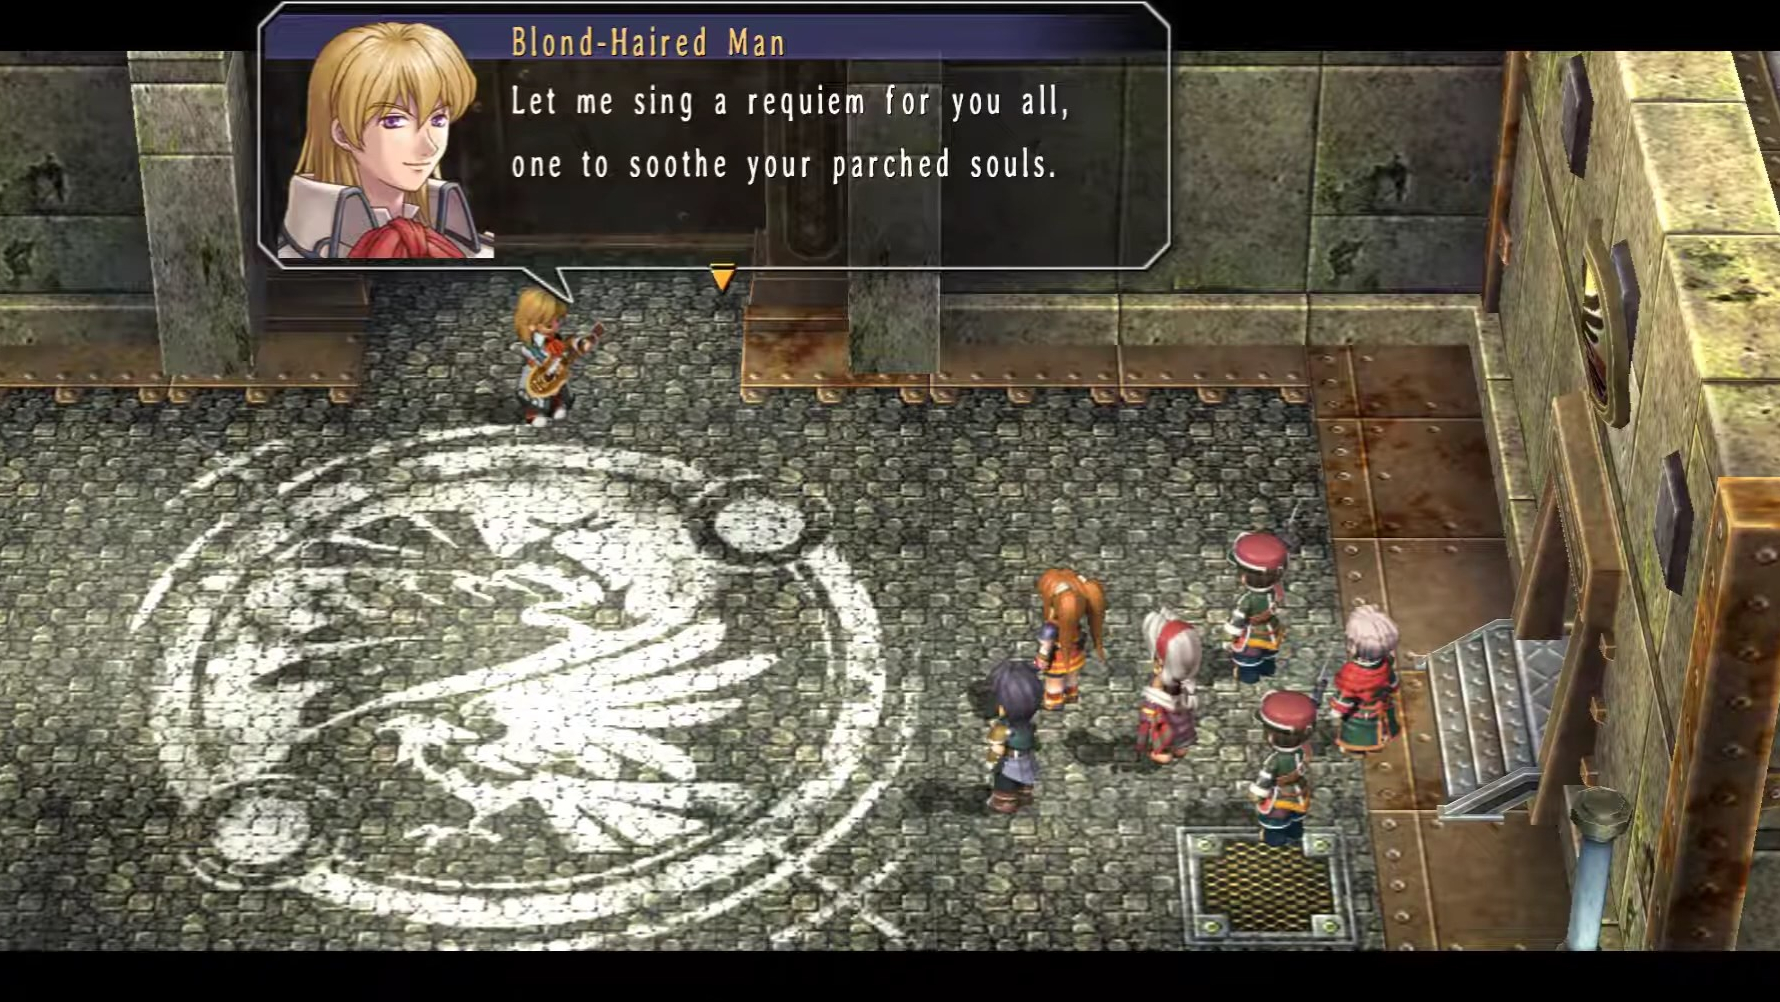 Blond-Haired Man
Let me sing a requiem for you all,
one to soothe your parched souls.